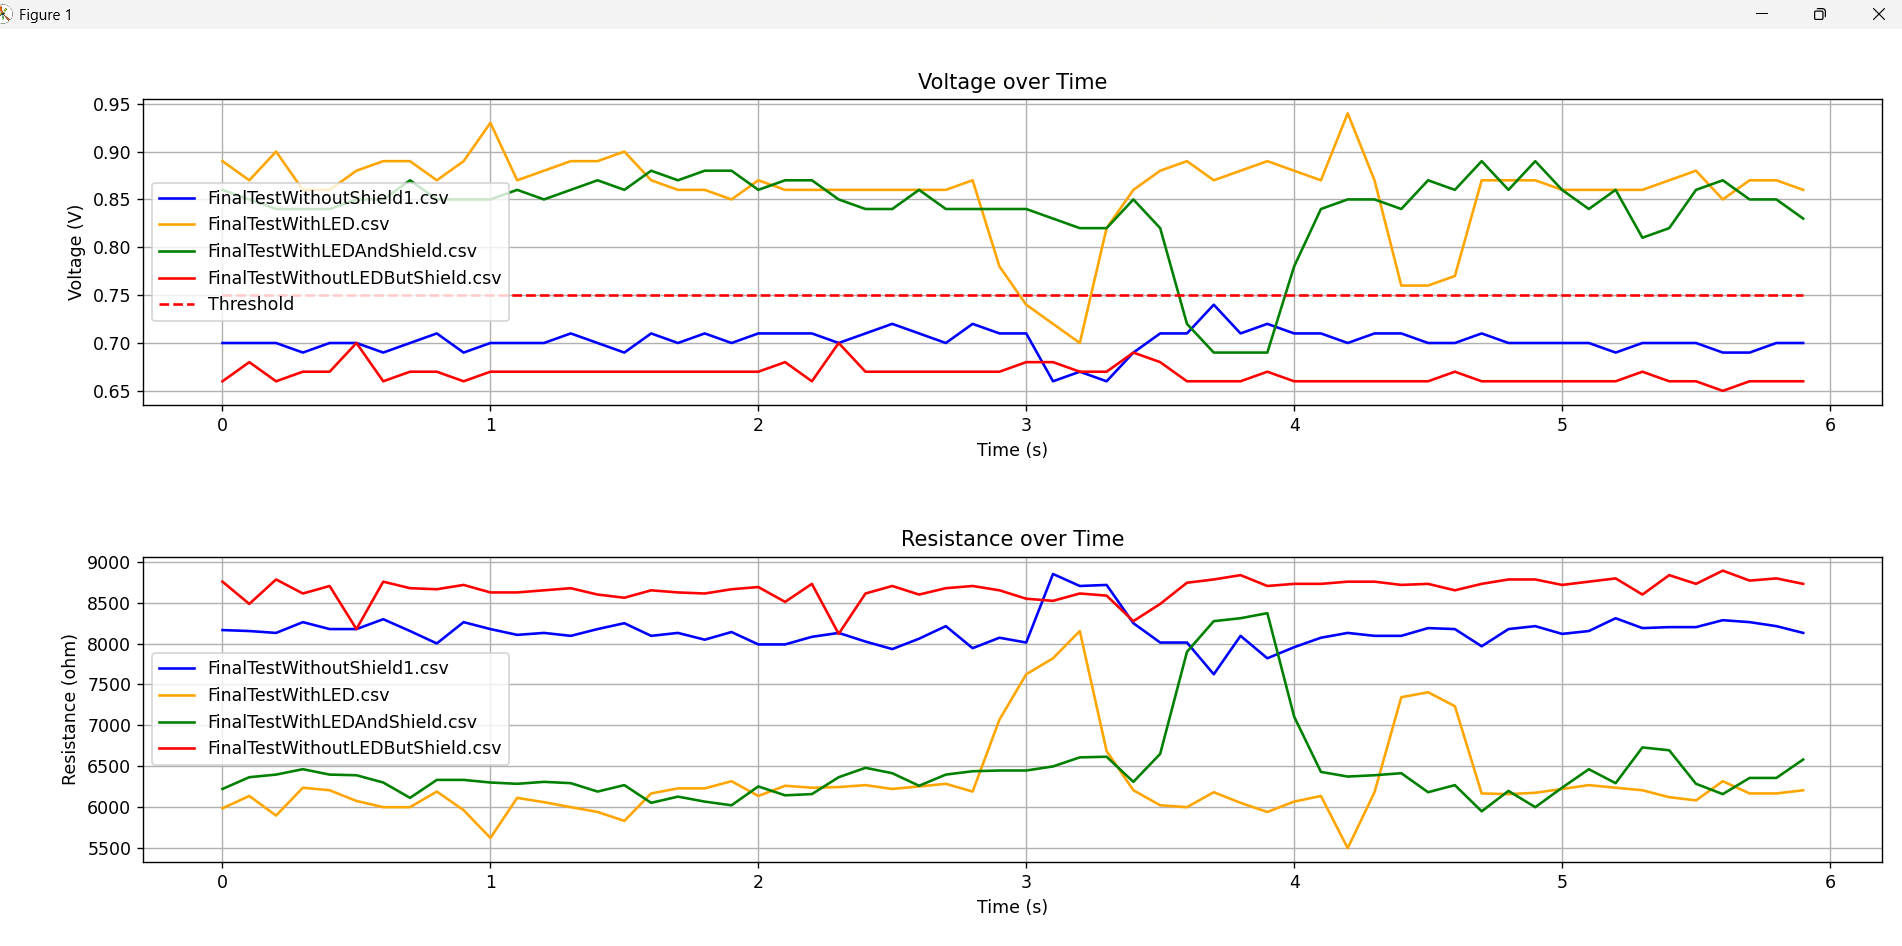 Figure 1
Voltage over Time
0.95
0.90
0.85
0.80
0.75
0.70
0.65
Voltage (V)
FinalTestWithoutShield1.csv
FinalTestWithLED.csv
FinalTestWithLEDAndShield.csv
FinalTestWithoutLEDButShield.csv
Threshold
0 1 2 3 4 5 6
Time (s)
Resistance over Time
9000
8500
8000
7500
7000
6500
6000
5500
Resistance (ohm)
FinalTestWithoutShield1.csv
FinalTestWithLED.csv
FinalTestWithLEDAndShield.csv
FinalTestWithoutLEDButShield.csv
0 1 2 3 4 5 6
Time (s)